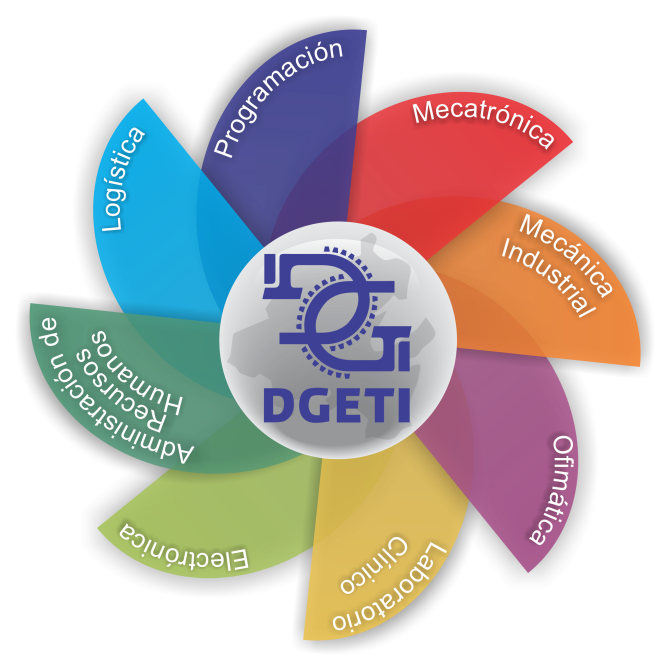 Programación
Mecatrónica
Mecánica
Industrial
Ofimática
Laboratorio
Clínico
Electrónica
Administración de
Recursos
Humanos
Logística
DGETI